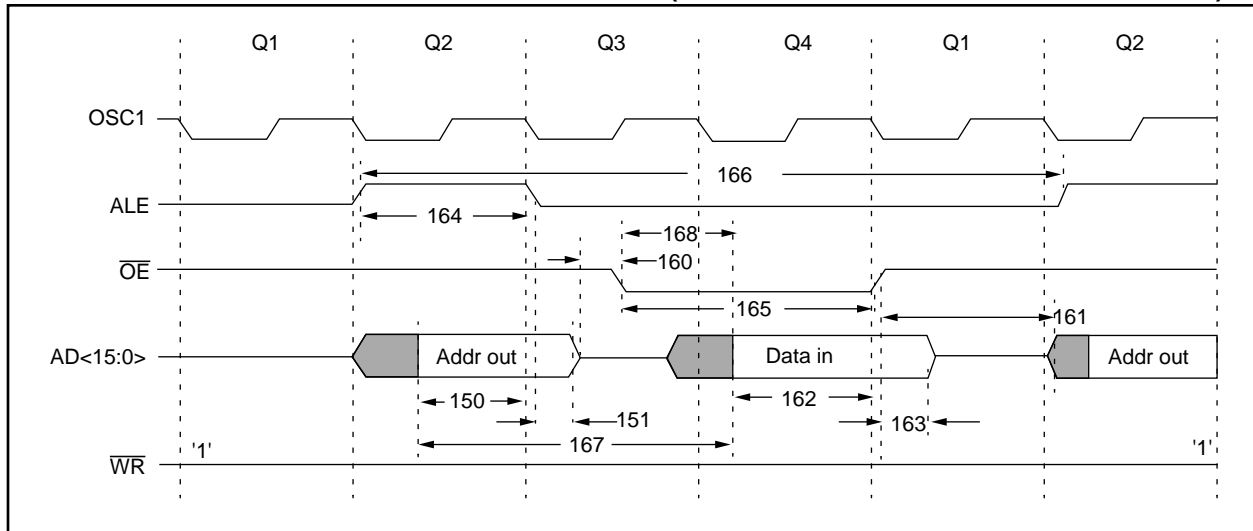 Q1 Q2 Q3 Q4 Q1 Q2
OSC1
166
ALE
164
168
OE
160
165
161
AD<15:0>
Addr out
Data in
Addr out
150
162
151
163
167
'1'
'1'
WR